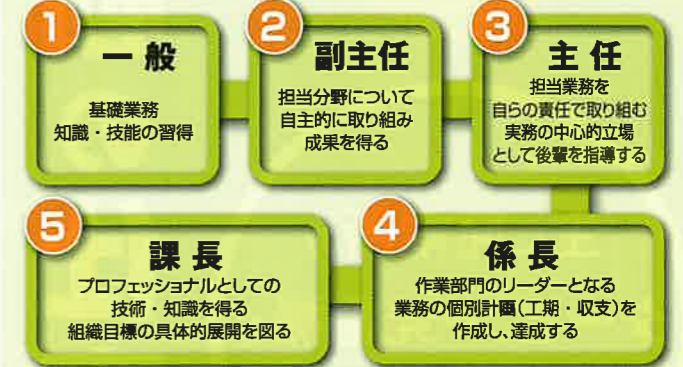 1
一般
基礎業務
知識・技能の習得
2
副主任
担当分野について
自主的に取り組み
成果を得る
3
主任
担当業務を
自らの責任で取り組む
実務の中心的立場
として後輩を指導する
4
係長
作業部門のリーダーとなる
業務の個別計画(工期・収支)を
作成し、達成する
5
課長
プロフェッショナルとしての
技術・知識を得る
組織目標の具体的展開を図る